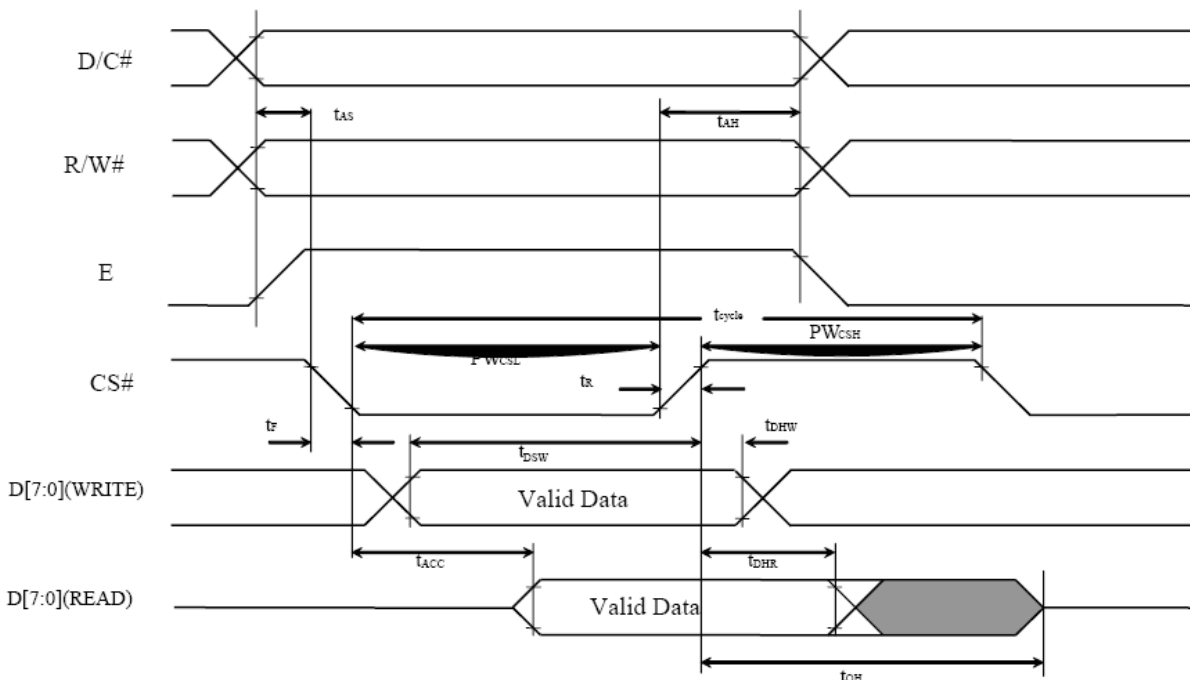 D/C#
tAS
tAH
R/W#
E
tcycle
PWCSH
PWCSL
CS#
tR
tF
tDSW
tDHW
D[7:0](WRITE)
Valid Data
tACC
tDHR
D[7:0](READ)
Valid Data
tOH